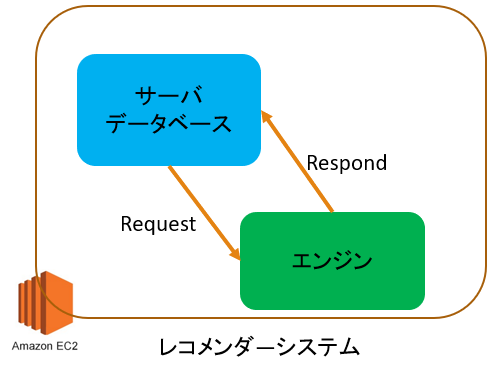 サーバ
データベース
Respond
Request
エンジン
Amazon EC2
レコメンダーシステム